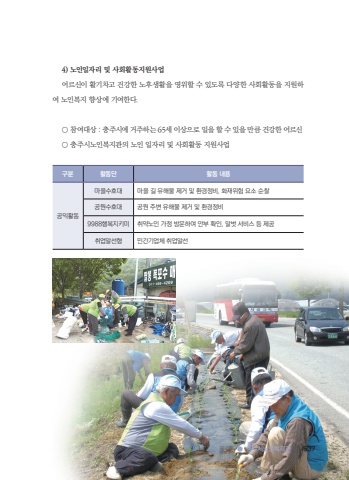 4) 노인일자리 및 사회활동지원사업
어르신이 활기차고 건강한 노후생활을 영위할 수 있도록 다양한 사회활동을 지원하
여 노인복지 향상에 기여한다.
○ 참여대상 : 충주시에 거주하는 65세 이상으로 일을 할 수 있을 만큼 건강한 어르신
○ 충주시노인복지관의 노인 일자리 및 사회활동 지원사업
구분 활동단 활동 내용
공익활동
마을수호대 마을 길 유해물 제거 및 환경정비, 화재위험 요소 순찰
공원수호대 공원 주변 유해물 제거 및 환경정비
9988행복지키미 취약노인 가정 방문하여 안부 확인, 말벗 서비스 등 제공
취업알선형 민간기업체 취업알선